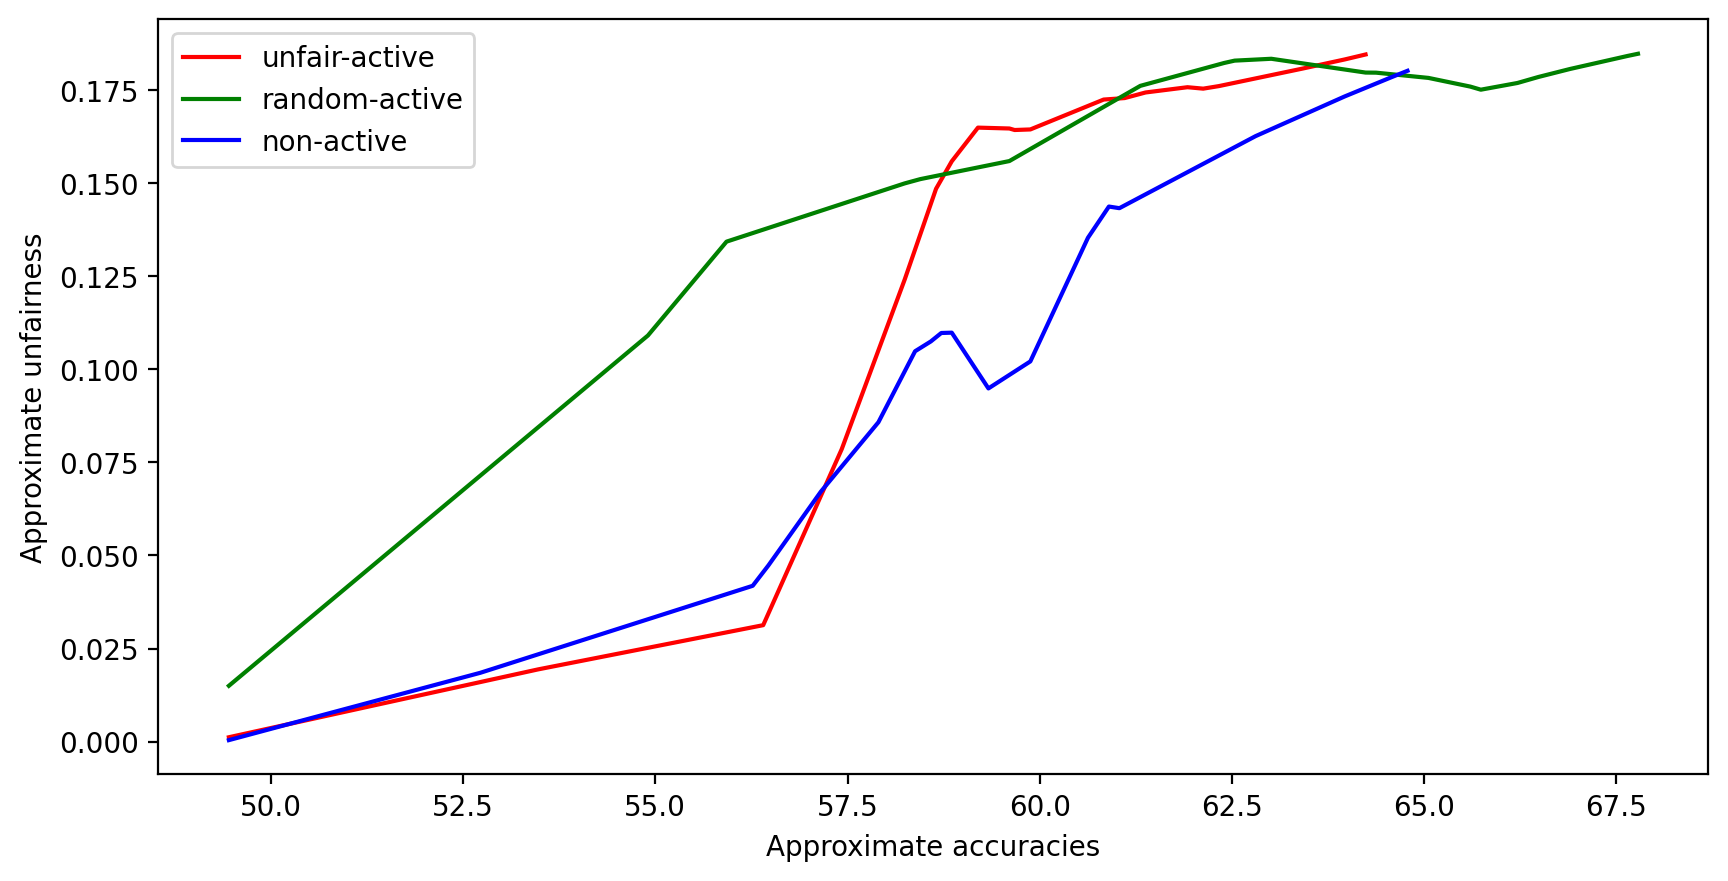 unfair-active
random-active
non-active
Approximate unfairness
0.175
0.150
0.125
0.100
0.075
0.050
0.025
0.000
50.0 52.5 55.0 57.5 60.0 62.5 65.0 67.5
Approximate accuracies